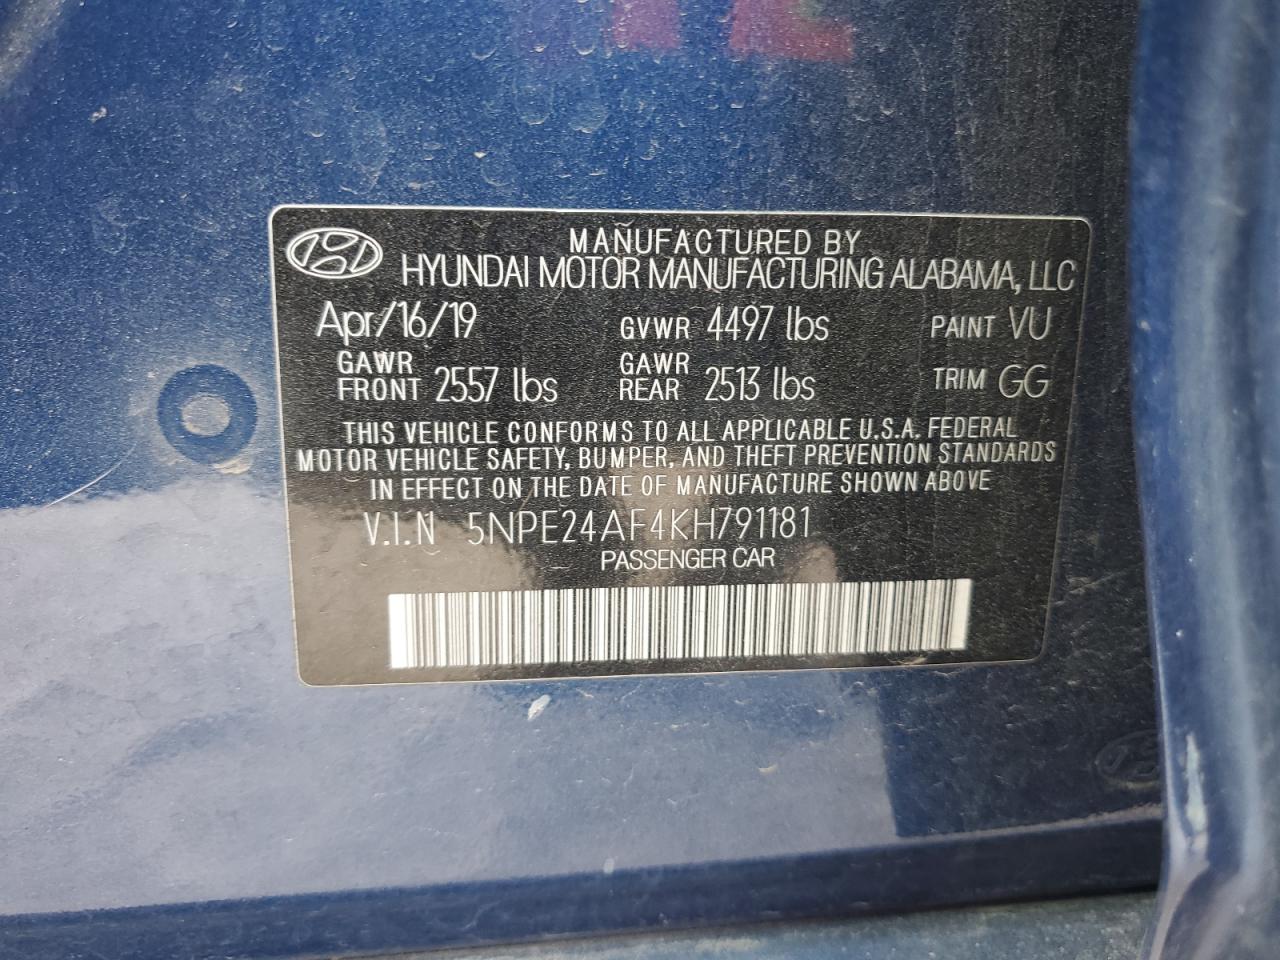 MANUFACTURED BY
HYUNDAI MOTOR MANUFACTURING ALABAMA, LLC
Apr/16/19 GVWR 4497 lbs PAINT VU
GAWR FRONT 2557 lbs GAWR REAR 2513 lbs TRIM GG
THIS VEHICLE CONFORMS TO ALL APPLICABLE U.S.A. FEDERAL
MOTOR VEHICLE SAFETY, BUMPER, AND THEFT PREVENTION STANDARDS
IN EFFECT ON THE DATE OF MANUFACTURE SHOWN ABOVE
V.I.N 5NPE24AF4KH791181
PASSENGER CAR